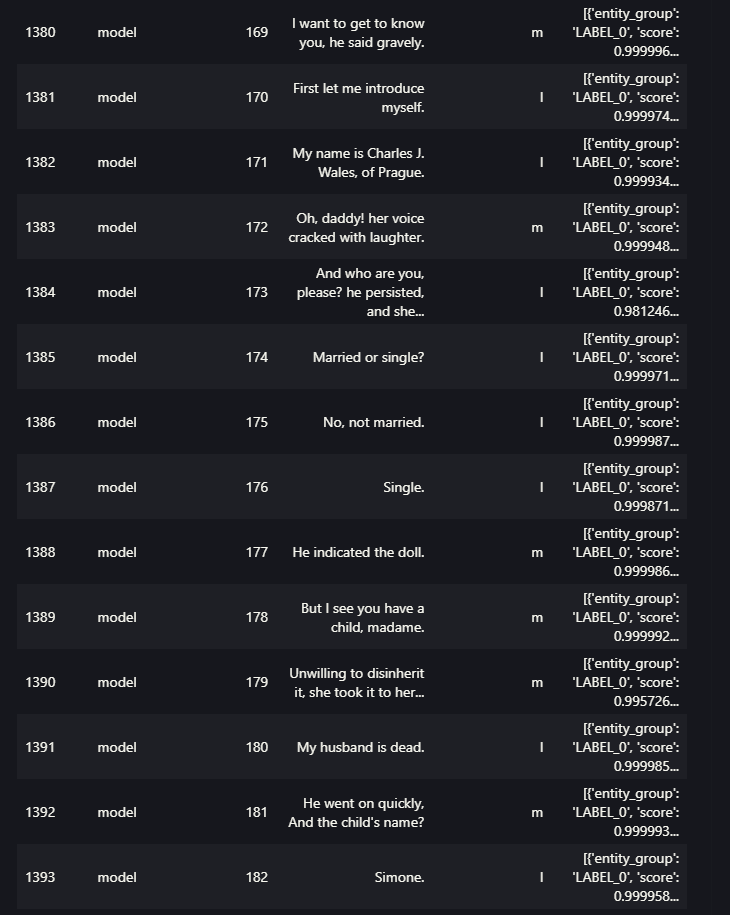 1380
model
169
I want to get to know
you, he said gravely.
m
[{'entity_group':
'LABEL_0', 'score':
0.999996...
1381
model
170
First let me introduce
myself.
l
[{'entity_group':
'LABEL_0', 'score':
0.999974...
1382
model
171
My name is Charles J.
Wales, of Prague.
l
[{'entity_group':
'LABEL_0', 'score':
0.999934...
1383
model
172
Oh, daddy! her voice
cracked with laughter.
m
[{'entity_group':
'LABEL_0', 'score':
0.999948...
1384
model
173
And who are you,
please? he persisted,
and she...
l
[{'entity_group':
'LABEL_0', 'score':
0.981246...
1385
model
174
Married or single?
l
[{'entity_group':
'LABEL_0', 'score':
0.999971...
1386
model
175
No, not married.
l
[{'entity_group':
'LABEL_0', 'score':
0.999987...
1387
model
176
Single.
l
[{'entity_group':
'LABEL_0', 'score':
0.999871...
1388
model
177
He indicated the doll.
m
[{'entity_group':
'LABEL_0', 'score':
0.999986...
1389
model
178
But I see you have a
child, madame.
m
[{'entity_group':
'LABEL_0', 'score':
0.999992...
1390
model
179
Unwilling to disinherit
it, she took it to her...
m
[{'entity_group':
'LABEL_0', 'score':
0.995726...
1391
model
180
My husband is dead.
l
[{'entity_group':
'LABEL_0', 'score':
0.999985...
1392
model
181
He went on quickly,
And the child's name?
m
[{'entity_group':
'LABEL_0', 'score':
0.999993...
1393
model
182
Simone.
l
[{'entity_group':
'LABEL_0', 'score':
0.999958...